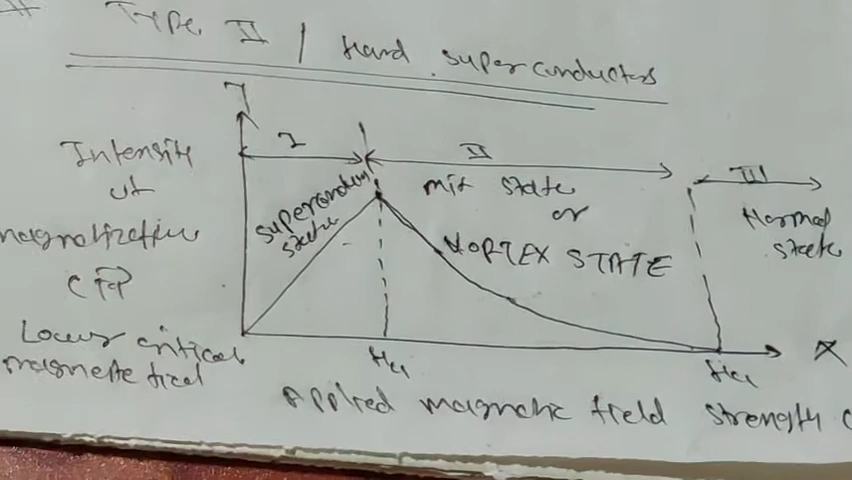 Type II / Hard superconductors
I
II
III
Intensity
of
magnetization
superconducting
state
mix state
or
VORTEX STATE
Normal
state
Lower critical
magnetic field
Hc1
Hc1
X
Applied magnetic field strength (